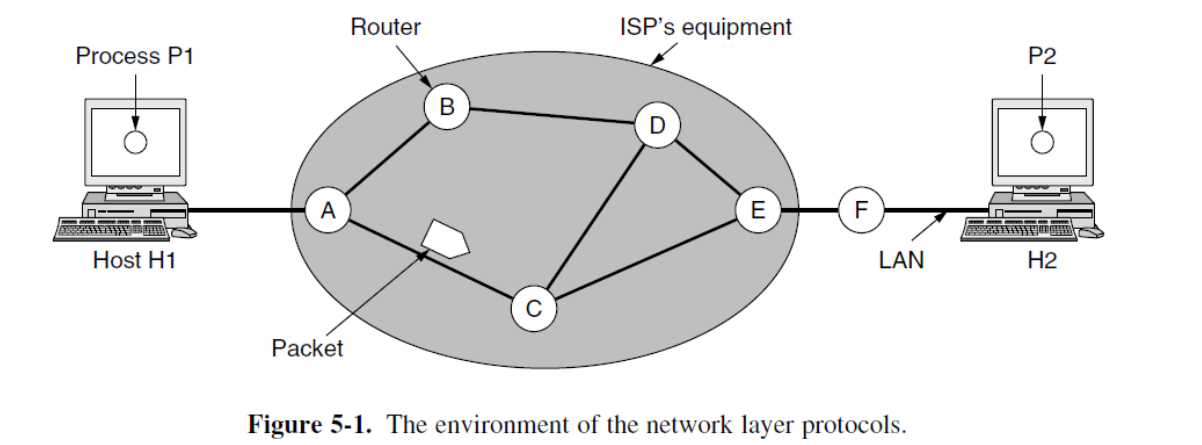 Router
ISP's equipment
Process P1
P2
B
D
A
E
F
C
Host H1
LAN
H2
Packet
Figure 5-1. The environment of the network layer protocols.